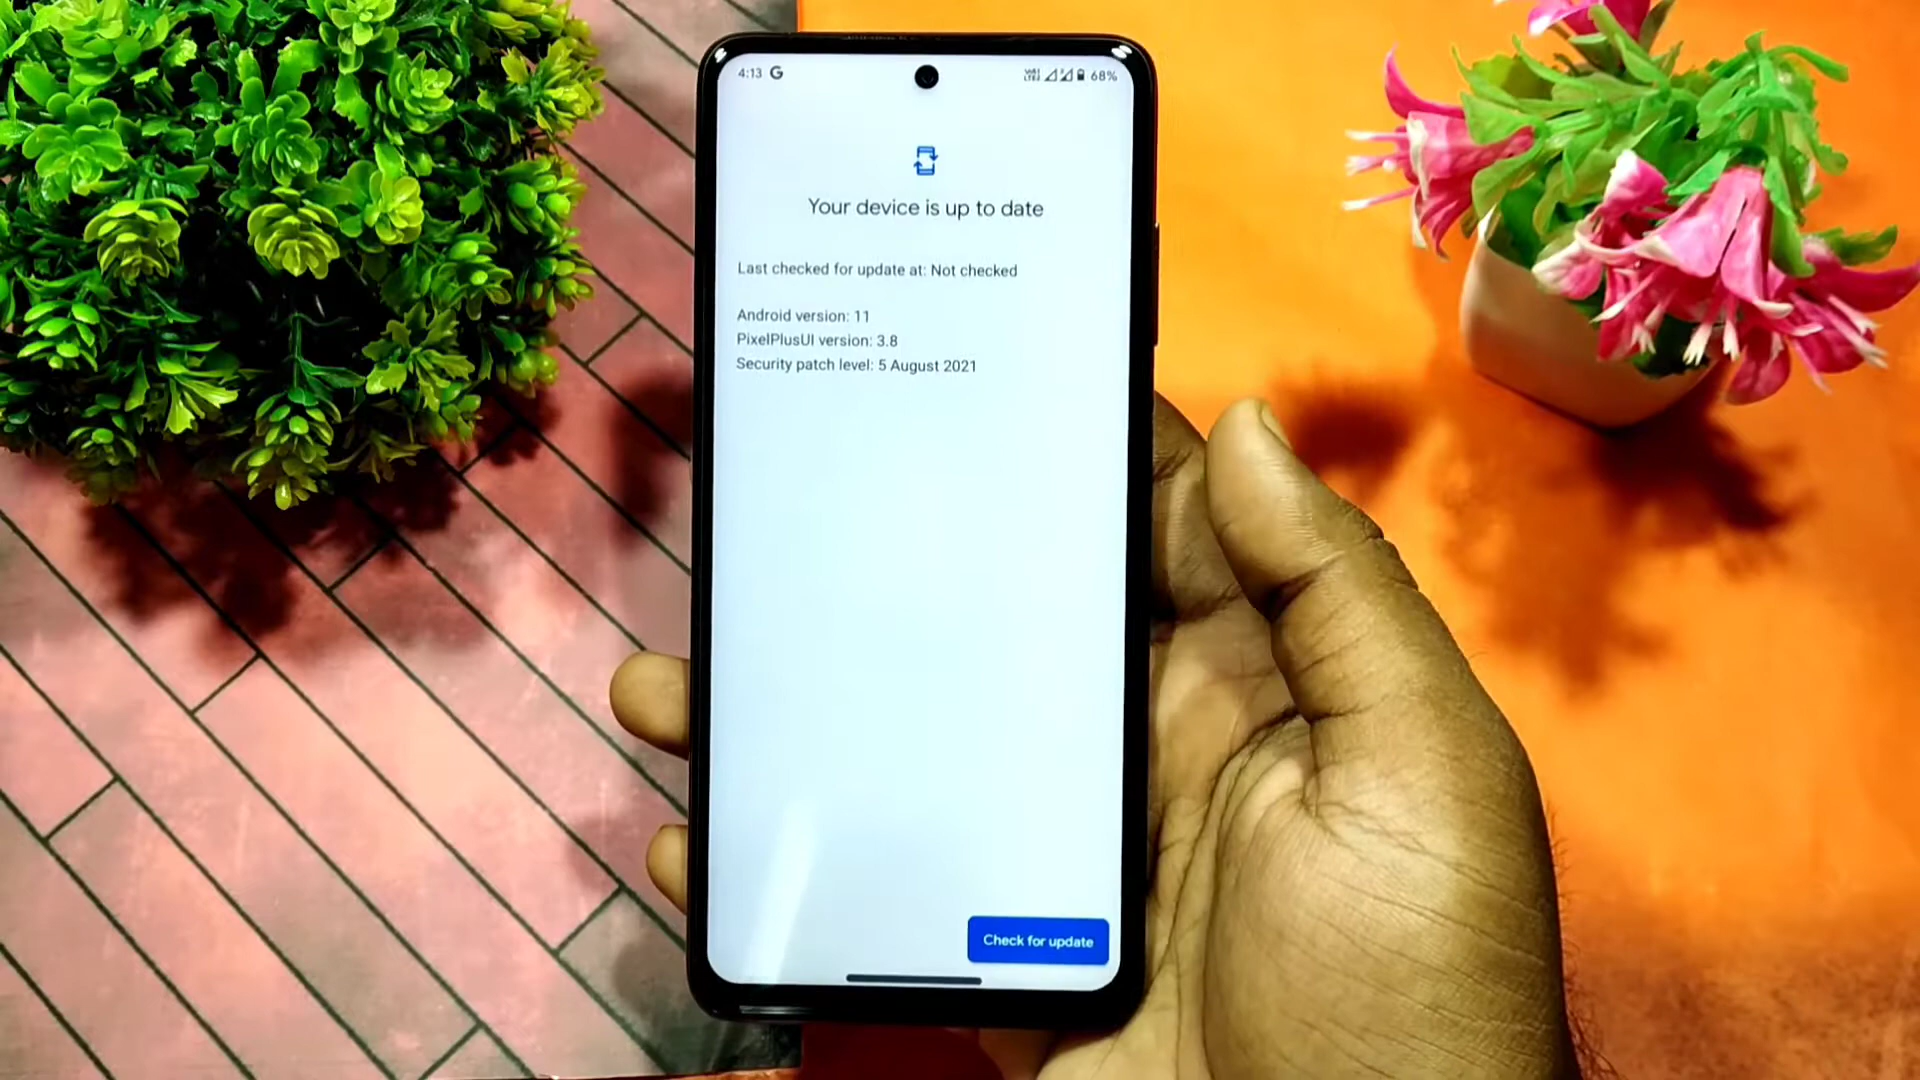 4:13 G 68%
Your device is up to date
Last checked for update at: Not checked
Android version: 11
PixelPlusUI version: 3.8
Security patch level: 5 August 2021
Check for update